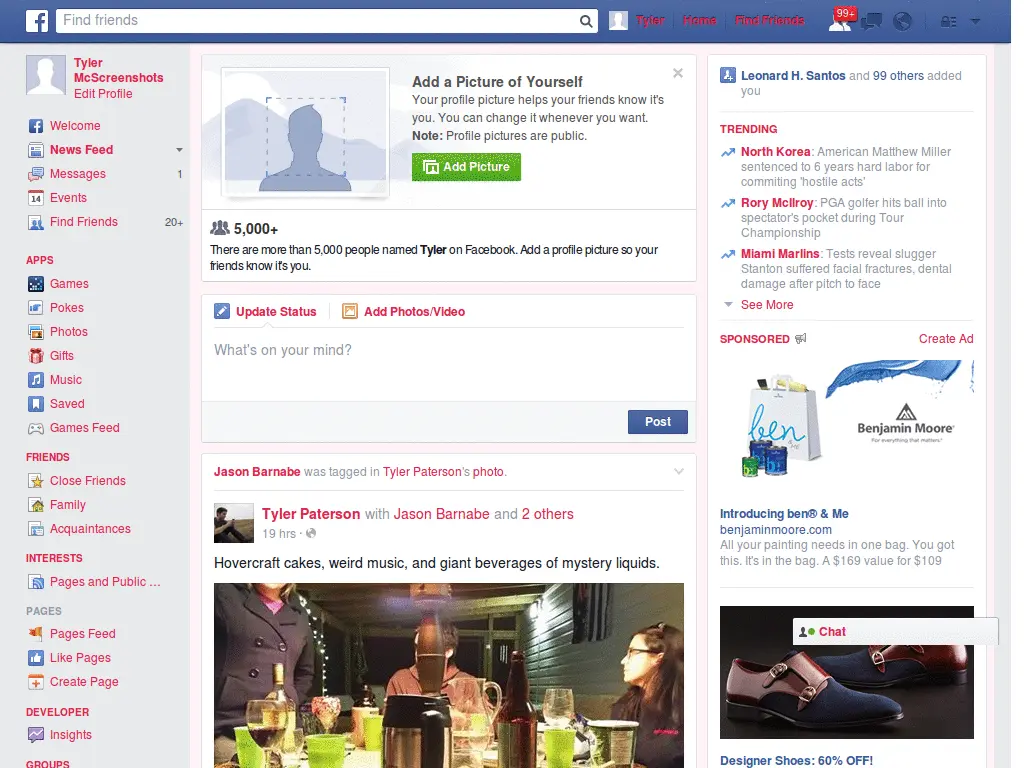 Find friends
Tyler
Home
Find Friends
99+
Tyler
McScreenshots
Edit Profile
Welcome
News Feed
Messages
1
14
Events
Find Friends
20+
APPS
Games
Pokes
Photos
Gifts
Music
Saved
Games Feed
FRIENDS
Close Friends
Family
Acquaintances
INTERESTS
Pages and Public ...
PAGES
Pages Feed
Like Pages
Create Page
DEVELOPER
Insights
GROUPS
Add a Picture of Yourself
Your profile picture helps your friends know it's
you. You can change it whenever you want.
Note: Profile pictures are public.
Add Picture
5,000+
There are more than 5,000 people named Tyler on Facebook. Add a profile picture so your
friends know it's you.
Update Status
Add Photos/Video
What's on your mind?
Post
Jason Barnabe was tagged in Tyler Paterson's photo.
Tyler Paterson with Jason Barnabe and 2 others
19 hrs ·
Hovercraft cakes, weird music, and giant beverages of mystery liquids.
Leonard H. Santos and 99 others added
you
TRENDING
North Korea: American Matthew Miller
sentenced to 6 years hard labor for
commiting 'hostile acts'
Rory McIlroy: PGA golfer hits ball into
spectator's pocket during Tour
Championship
Miami Marlins: Tests reveal slugger
Stanton suffered facial fractures, dental
damage after pitch to face
See More
SPONSORED
Create Ad
ben
& ME
Benjamin Moore®
For everything that matters.™
Introducing ben® & Me
benjaminmoore.com
All your painting needs in one bag. You got
this. It's in the bag. A $169 value for $109
Chat
Designer Shoes: 60% OFF!